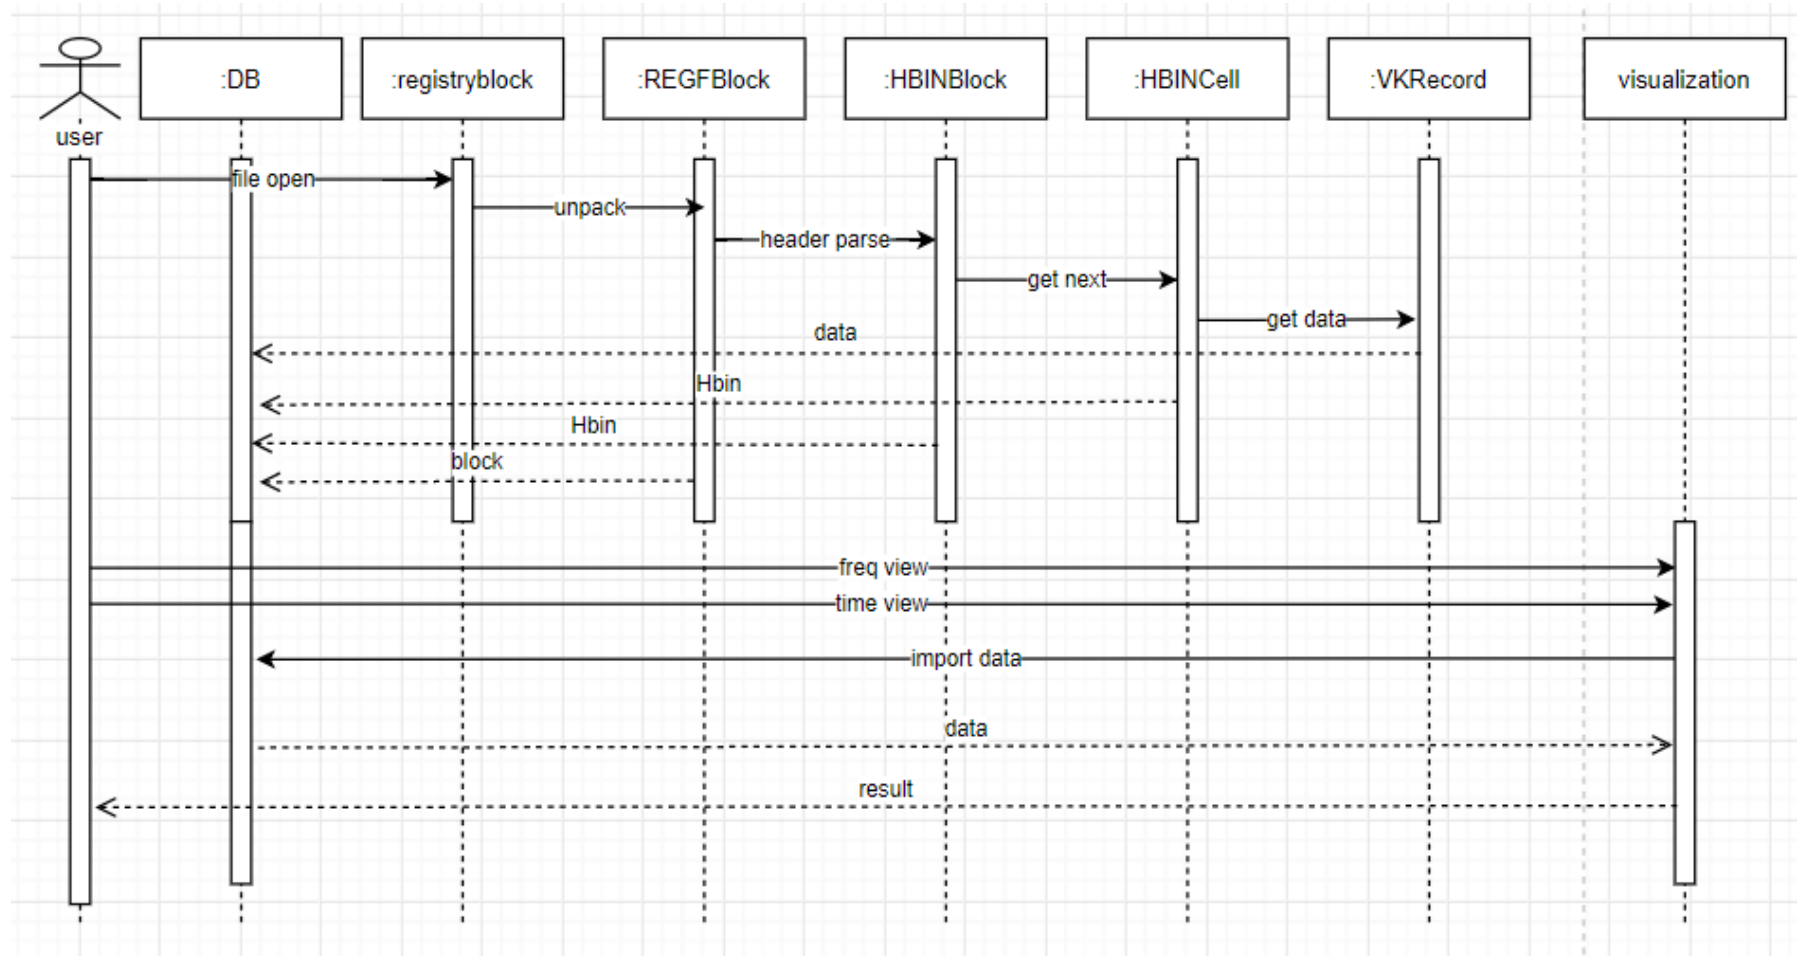 :DB
:registryblock
:REGFBlock
:HBINBlock
:HBINCell
:VKRecord
visualization
user
file open
unpack
header parse
get next
get data
data
Hbin
Hbin
block
freq view
time view
import data
data
result